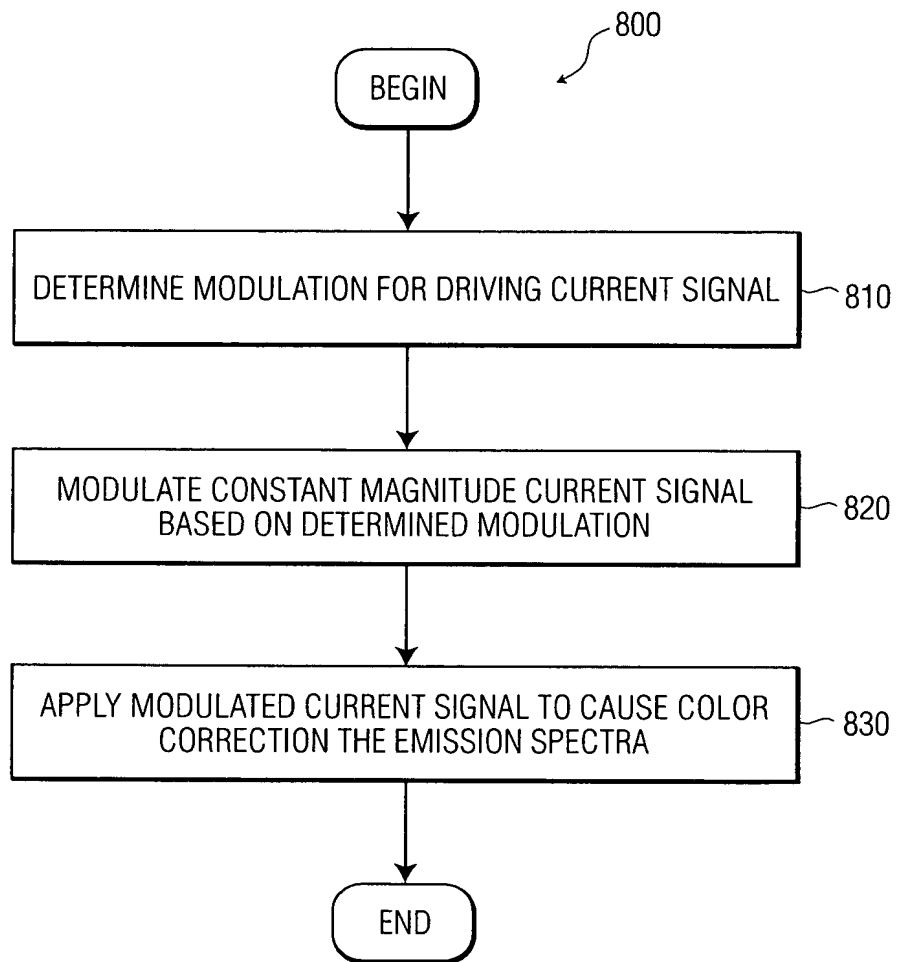 800
BEGIN
DETERMINE MODULATION FOR DRIVING CURRENT SIGNAL
810
MODULATE CONSTANT MAGNITUDE CURRENT SIGNAL
BASED ON DETERMINED MODULATION
820
APPLY MODULATED CURRENT SIGNAL TO CAUSE COLOR
CORRECTION THE EMISSION SPECTRA
830
END